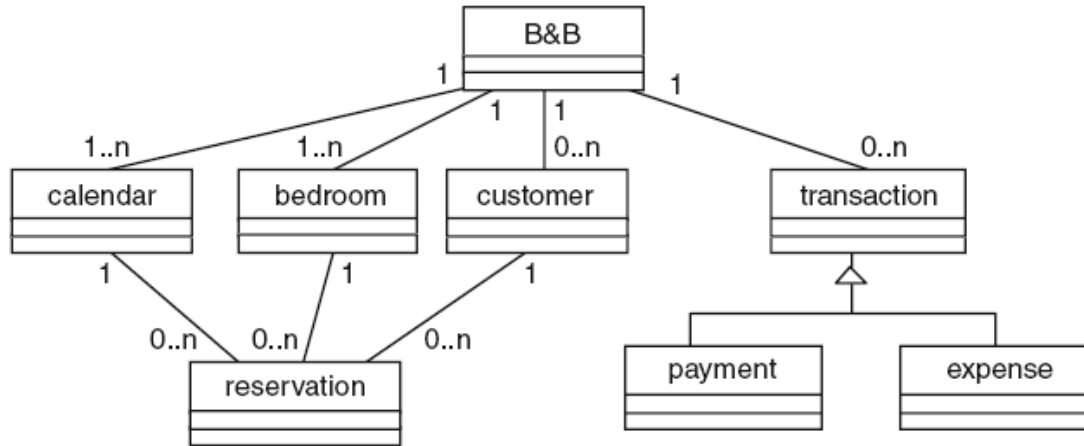 B&B
1 1 1 1
1..n 1..n 0..n 0..n
calendar bedroom customer transaction
1 1 1
0..n 0..n 0..n
reservation payment expense